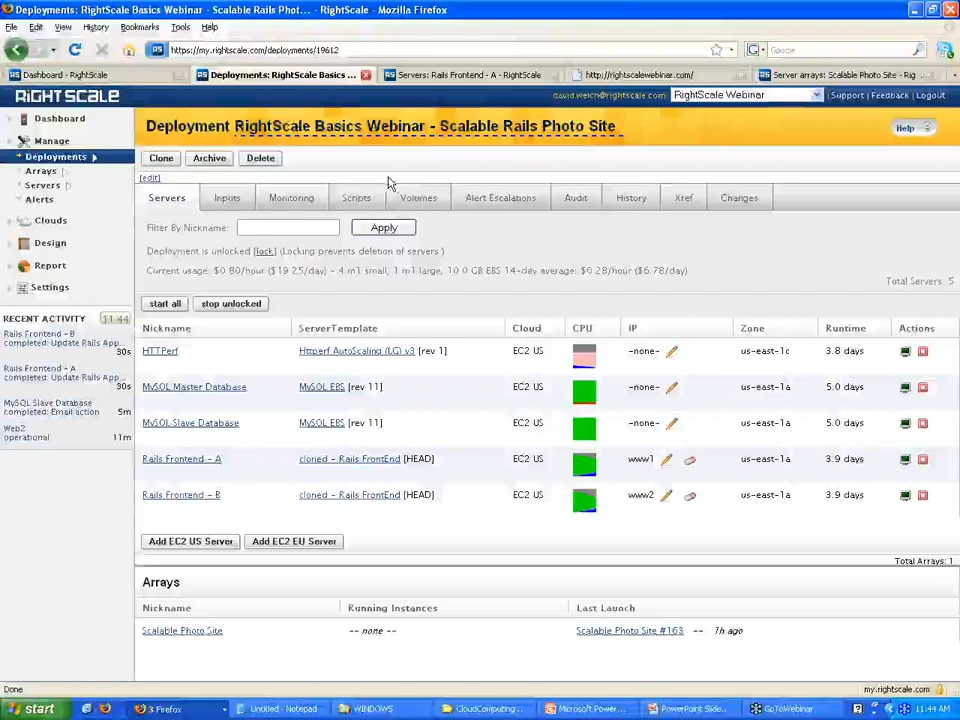 Deployments: RightScale Basics Webinar - Scalable Rails Phot... - RightScale - Mozilla Firefox
File Edit View History Bookmarks Tools Help
https://my.rightscale.com/deployments/19612
Google
Dashboard - RightScale
Deployments: RightScale Basics ...
Servers: Rails Frontend - A - RightScale
http://rightscalewebinar.com/
Server arrays: Scalable Photo Site - Rig...
RIGHTSCALE
david.welch@rightscale.com RightScale Webinar Support Feedback Logout
Dashboard
Manage
Deployments
Arrays
Servers
Alerts
Clouds
Design
Report
Settings
RECENT ACTIVITY 11:44
Rails Frontend - B
completed: Update Rails App...
30s
Rails Frontend - A
completed: Update Rails App...
30s
MySQL Slave Database
completed: Email action 5m
Web2
operational 11m
Deployment RightScale Basics Webinar - Scalable Rails Photo Site
Help
Clone Archive Delete
[edit]
Servers Inputs Monitoring Scripts Volumes Alert Escalations Audit History Xref Changes
Filter By Nickname: Apply
Deployment is unlocked [lock] (Locking prevents deletion of servers )
Current usage: $0.80/hour ($19.25/day) - 4 m1 small, 1 m1 large, 10.0 GB EBS 14-day average: $0.28/hour ($6.78/day)
Total Servers: 5
start all stop unlocked
Nickname ServerTemplate Cloud CPU IP Zone Runtime Actions
HTTPerf Httperf AutoScaling (LG) v3 [rev 1] EC2 US -none- us-east-1c 3.8 days
MySQL Master Database MySQL EBS [rev 11] EC2 US -none- us-east-1a 5.0 days
MySQL Slave Database MySQL EBS [rev 11] EC2 US -none- us-east-1a 5.0 days
Rails Frontend - A cloned - Rails FrontEnd [HEAD] EC2 US www1 us-east-1a 3.9 days
Rails Frontend - B cloned - Rails FrontEnd [HEAD] EC2 US www2 us-east-1a 3.9 days
Add EC2 US Server Add EC2 EU Server
Total Arrays: 1
Arrays
Nickname Running Instances Last Launch
Scalable Photo Site -- none -- Scalable Photo Site #163 -- 1h ago
Done my.rightscale.com
start 3 Firefox Untitled - Notepad WINDOWS CloudComputing ... Microsoft Power... PowerPoint Slide... GoToWebinar 11:44 AM